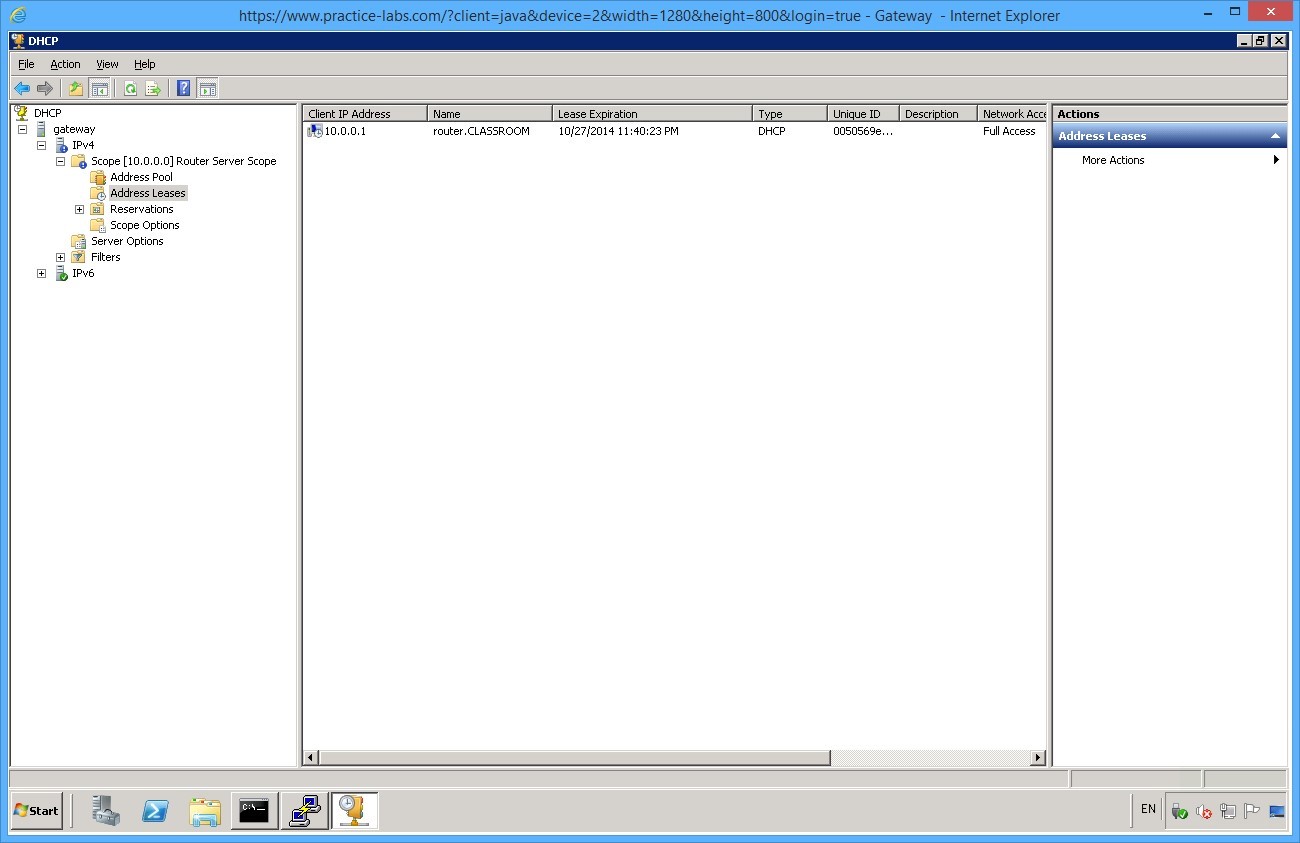 https://www.practice-labs.com/?client=java&device=2&width=1280&height=800&login=true - Gateway - Internet Explorer
DHCP
File Action View Help
DHCP
gateway
IPv4
Scope [10.0.0.0] Router Server Scope
Address Pool
Address Leases
Reservations
Scope Options
Server Options
Filters
IPv6
Client IP Address Name Lease Expiration Type Unique ID Description Network Acce
10.0.0.1 router.CLASSROOM 10/27/2014 11:40:23 PM DHCP 0050569e... Full Access
Actions
Address Leases
More Actions
Start
C:\.
EN